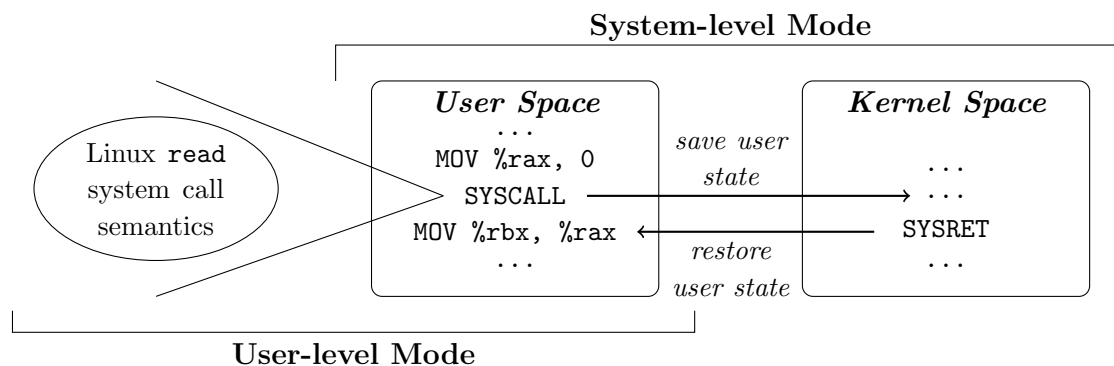 System-level Mode
User Space
...
MOV %rax, 0
SYSCALL
MOV %rbx, %rax
...
Linux read
system call
semantics
save user
state
restore
user state
Kernel Space
...
...
SYSRET
...
User-level Mode